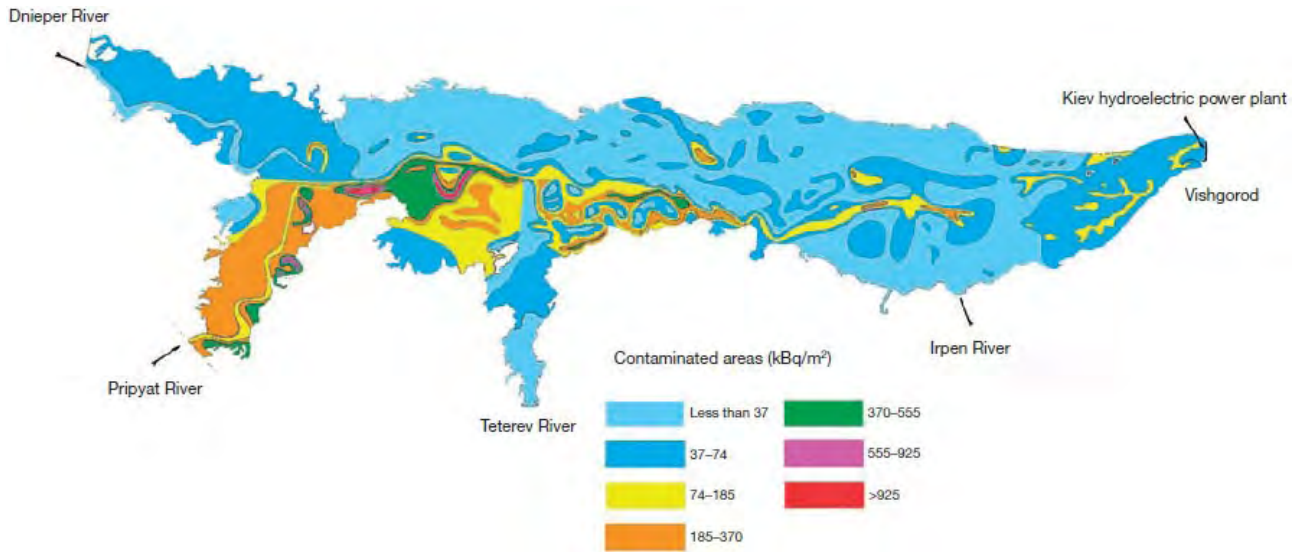 Dnieper River
Kiev hydroelectric power plant
Vishgorod
Irpen River
Pripyat River
Teterev River
Contaminated areas (kBq/m²)
Less than 37
370–555
37–74
555–925
74–185
>925
185–370